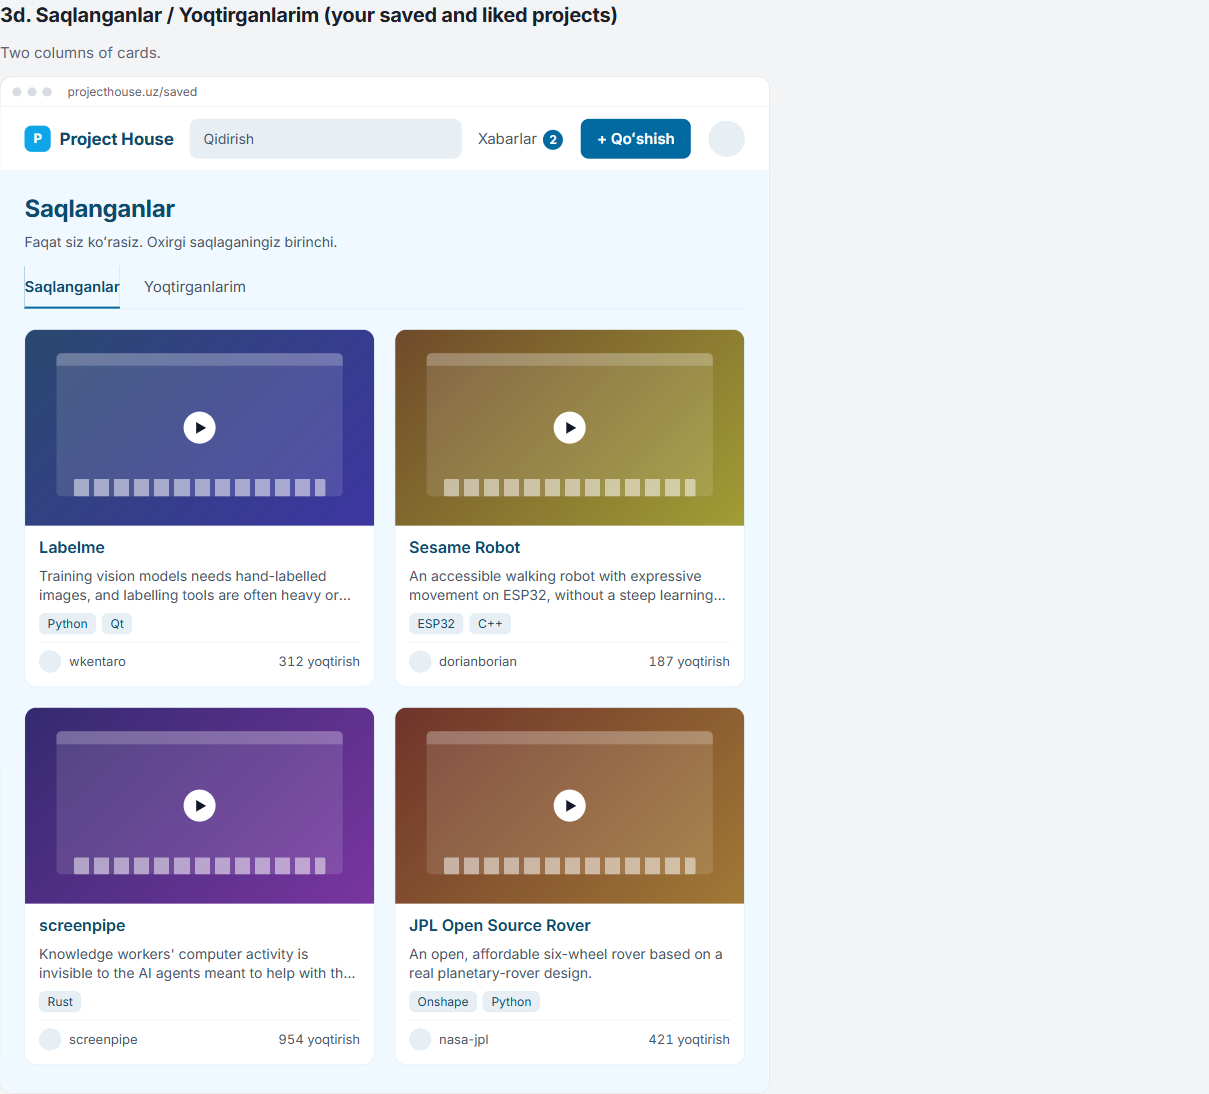 3d. Saqlanganlar / Yoqtirganlarim (your saved and liked projects)
Two columns of cards.
projecthouse.uz/saved
P Project House Qidirish Xabarlar 2 + Qoʻshish
Saqlanganlar
Faqat siz koʻrasiz. Oxirgi saqlaganingiz birinchi.
Saqlanganlar Yoqtirganlarim
Labelme
Training vision models needs hand-labelled
images, and labelling tools are often heavy or...
Python Qt
wkentaro 312 yoqtirish
Sesame Robot
An accessible walking robot with expressive
movement on ESP32, without a steep learning...
ESP32 C++
dorianborian 187 yoqtirish
screenpipe
Knowledge workers' computer activity is
invisible to the AI agents meant to help with th...
Rust
screenpipe 954 yoqtirish
JPL Open Source Rover
An open, affordable six-wheel rover based on a
real planetary-rover design.
Onshape Python
nasa-jpl 421 yoqtirish